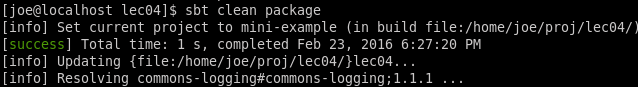 [joe@localhost lec04]$ sbt clean package
[info] Set current project to mini-example (in build file:/home/joe/proj/lec04/)
[success] Total time: 1 s, completed Feb 23, 2016 6:27:20 PM
[info] Updating {file:/home/joe/proj/lec04/}lec04...
[info] Resolving commons-logging#commons-logging;1.1.1 ...